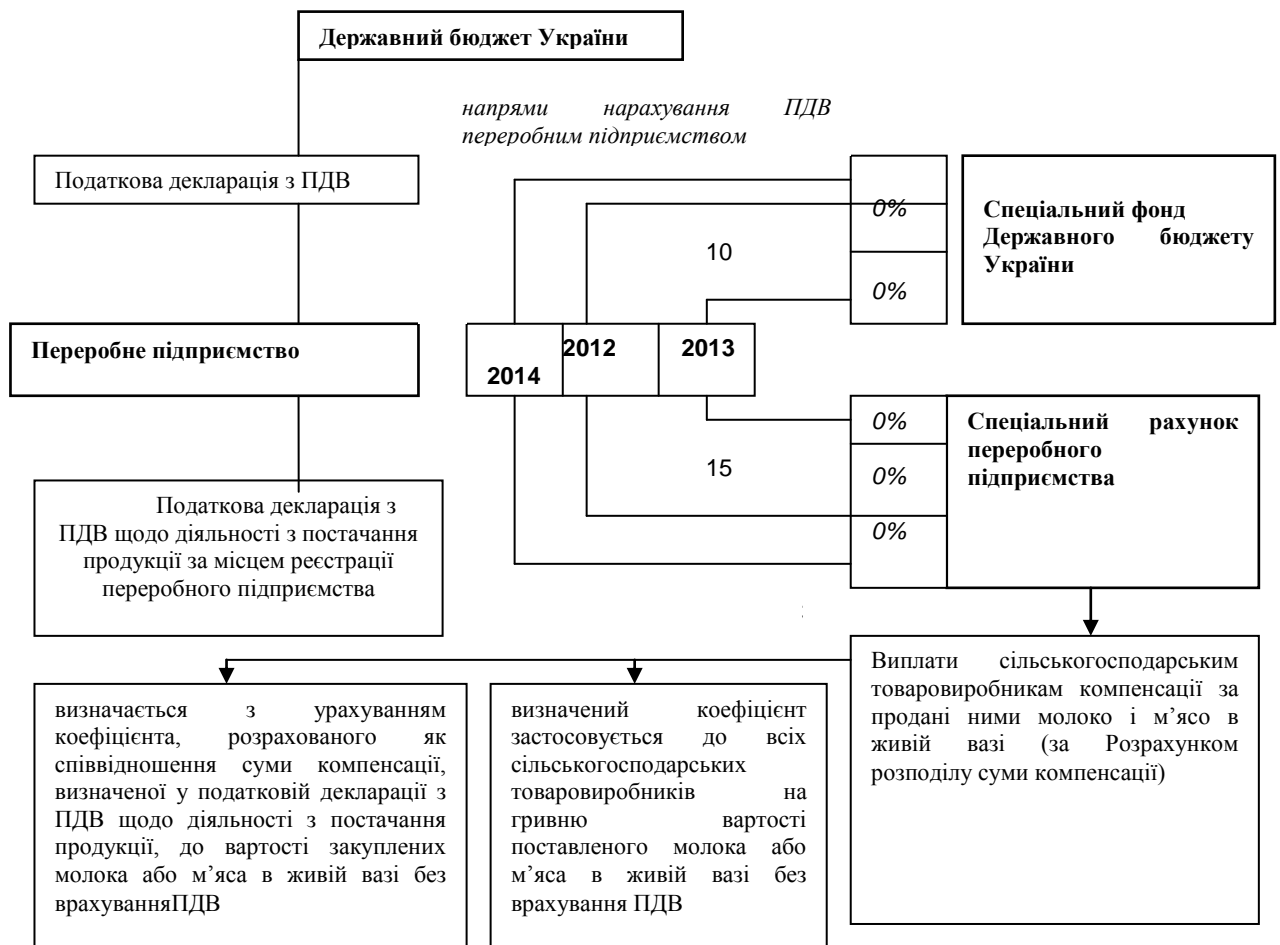 Державний бюджет України
напрями нарахування ПДВ
переробним підприємством
Податкова декларація з ПДВ
0%
10
0%
Спеціальний фонд
Державного бюджету
України
Переробне підприємство
2012
2013
2014
0%
15
0%
0%
Спеціальний рахунок
переробного
підприємства
Податкова декларація з
ПДВ щодо діяльності з постачання
продукції за місцем реєстрації
переробного підприємства
Виплати сільськогосподарським
товаровиробникам компенсації за
продані ними молоко і м’ясо в
живій вазі (за Розрахунком
розподілу суми компенсації)
визначається з урахуванням
коефіцієнта, розрахованого як
співвідношення суми компенсації,
визначеної у податковій декларації з
ПДВ щодо діяльності з постачання
продукції, до вартості закуплених
молока або м’яса в живій вазі без
врахуванняПДВ
визначений коефіцієнт
застосовується до всіх
сільськогосподарських
товаровиробників на
гривню вартості
поставленого молока або
м’яса в живій вазі без
врахування ПДВ